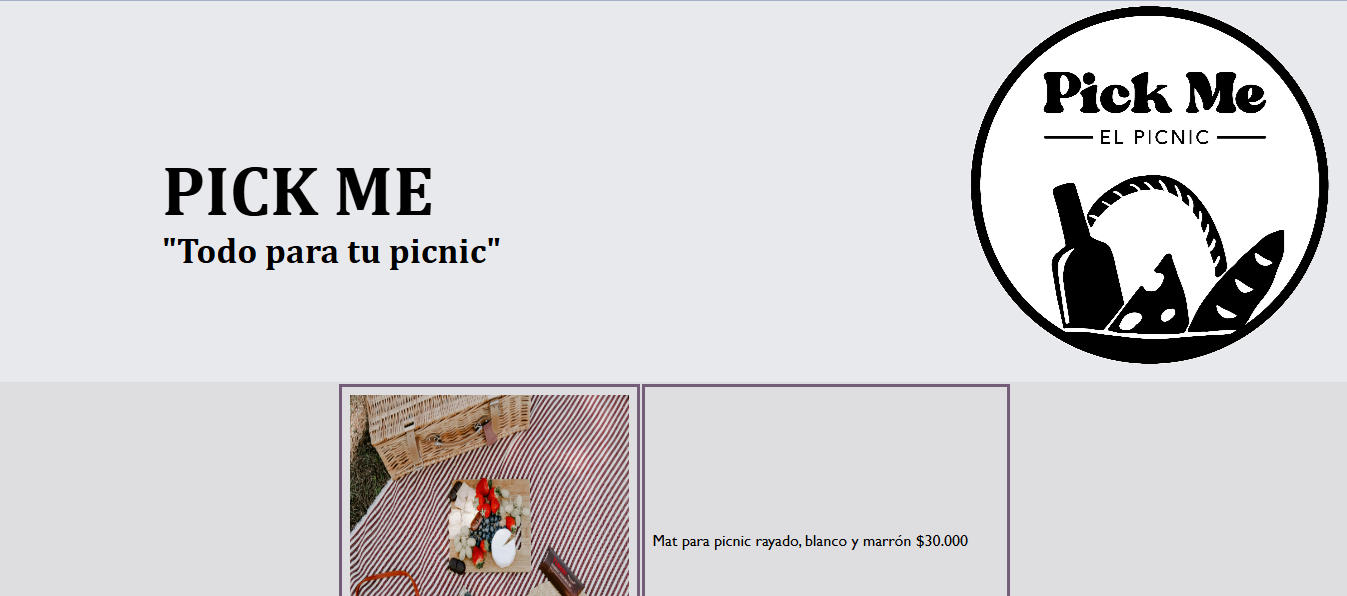 PICK ME
"Todo para tu picnic"
Pick Me
EL PICNIC
Mat para picnic rayado, blanco y marrón $30.000